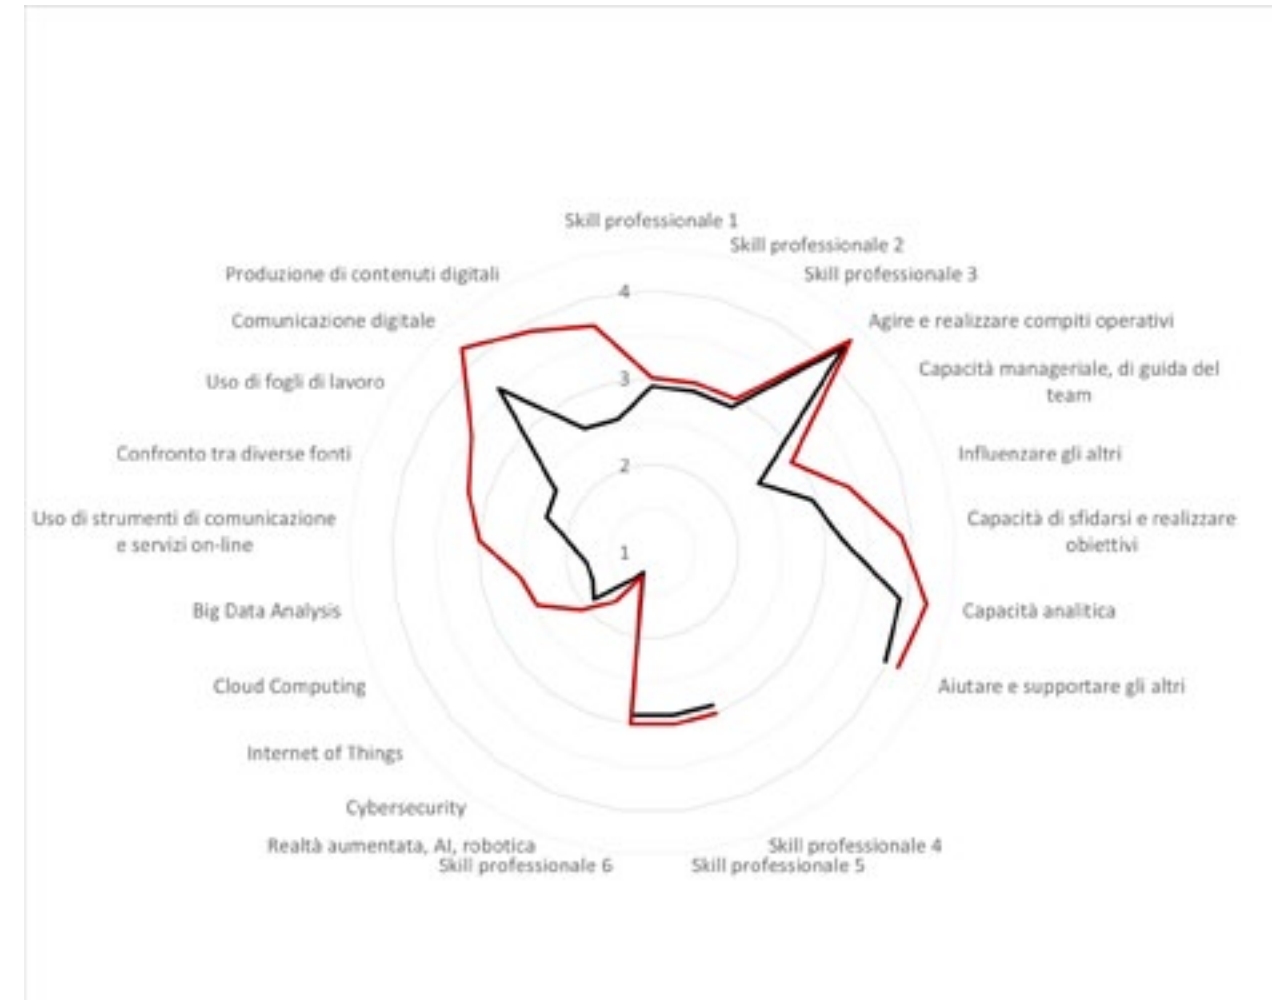 Skill professionale 1
Skill professionale 2
Skill professionale 3
Agire e realizzare compiti operativi
Capacità manageriale, di guida del
team
Influenzare gli altri
Capacità di sfidarsi e realizzare
obiettivi
Capacità analitica
Aiutare e supportare gli altri
Skill professionale 4
Skill professionale 5
Skill professionale 6
Realtà aumentata, AI, robotica
Cybersecurity
Internet of Things
Cloud Computing
Big Data Analysis
Uso di strumenti di comunicazione
e servizi on-line
Confronto tra diverse fonti
Uso di fogli di lavoro
Comunicazione digitale
Produzione di contenuti digitali
4
3
2
1